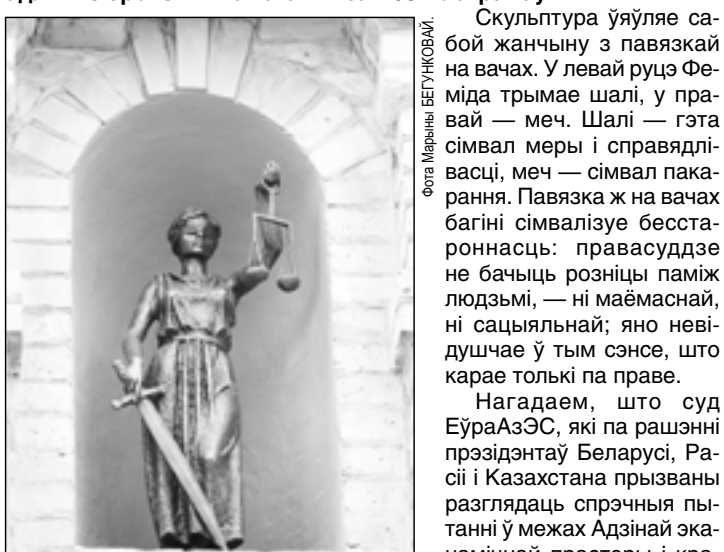 Фота Марыны БЕГУНКОВАЙ.
Скульптура ўяўляе са-
бой жанчыну з павязкай
на вачах. У левай руцэ Фе-
міда трымае шалі, у пра-
вай — меч. Шалі — гэта
сімвал меры і справядлі-
васці, меч — сімвал пака-
рання. Павязка ж на вачах
багіні сімвалізуе бесста-
роннасць: правасуддзе
не бачыць розніцы паміж
людзьмі, — ні маёмаснай,
ні сацыяльнай; яно неві-
душчае ў тым сэнсе, што
карае толькі па праве.
Нагадаем, што суд
ЕўраАзЭС, які па рашэнні
прэзідэнтаў Беларусі, Ра-
сіі і Казахстана прызваны
разглядаць спрэчныя пы-
танні ў межах Адзінай эка-